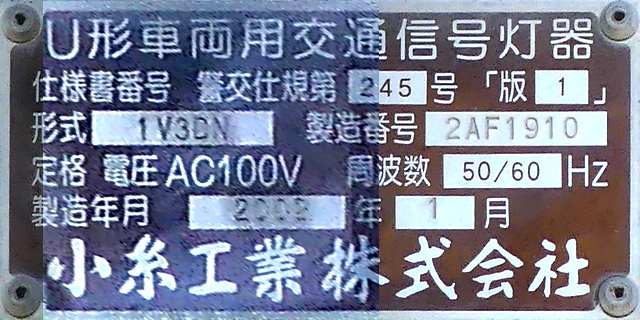 U形車両用交通信号灯器
仕様書番号 警交仕規第 245 号 「版 1 」
形式 1V3DN 製造番号 2AF1910
定格 電圧 AC100V 周波数 50/60 Hz
製造年月 2002 年 1 月
小糸工業株式会社